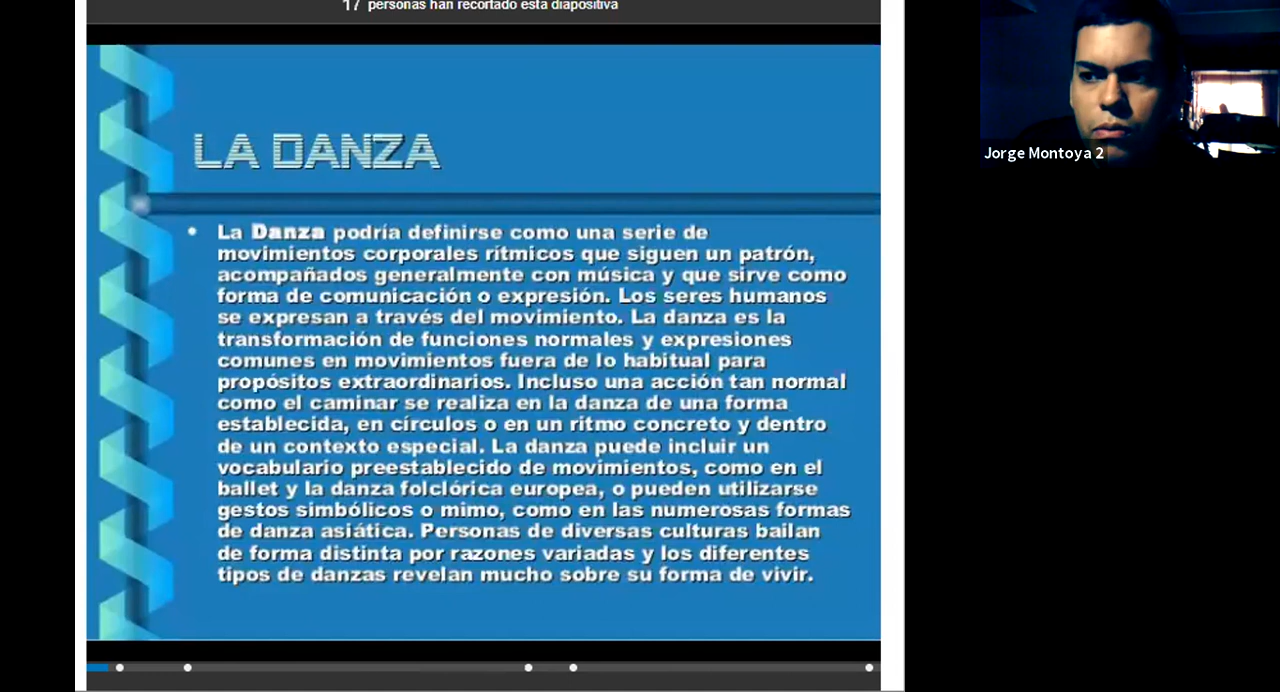 17 personas han recortado esta diapositiva
LA DANZA
• La Danza podría definirse como una serie de
movimientos corporales rítmicos que siguen un patrón,
acompañados generalmente con música y que sirve como
forma de comunicación o expresión. Los seres humanos
se expresan a través del movimiento. La danza es la
transformación de funciones normales y expresiones
comunes en movimientos fuera de lo habitual para
propósitos extraordinarios. Incluso una acción tan normal
como el caminar se realiza en la danza de una forma
establecida, en círculos o en un ritmo concreto y dentro
de un contexto especial. La danza puede incluir un
vocabulario preestablecido de movimientos, como en el
ballet y la danza folclórica europea, o pueden utilizarse
gestos simbólicos o mimo, como en las numerosas formas
de danza asiática. Personas de diversas culturas bailan
de forma distinta por razones variadas y los diferentes
tipos de danzas revelan mucho sobre su forma de vivir.
Jorge Montoya 2